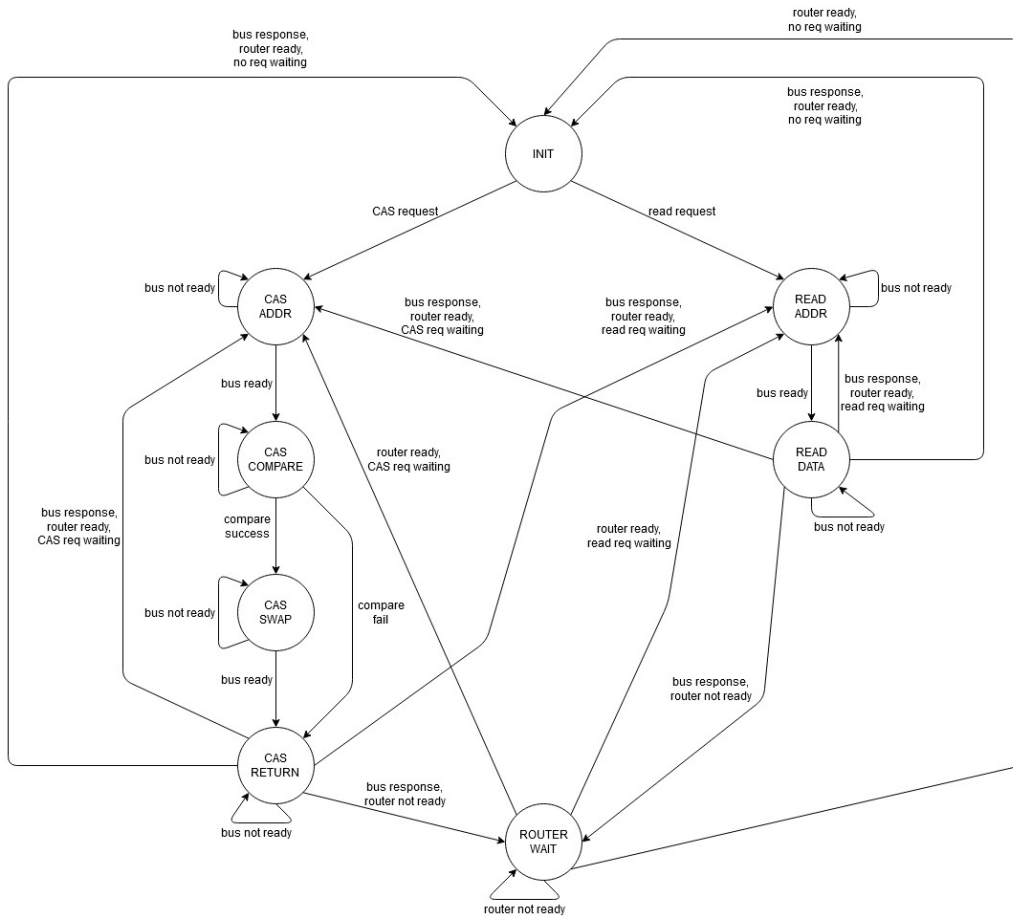 router ready,
no req waiting
bus response,
router ready,
no req waiting
bus response,
router ready,
no req waiting
INIT
CAS request
read request
bus not ready
CAS
ADDR
bus response,
router ready,
CAS req waiting
bus response,
router ready,
read req waiting
READ
ADDR
bus not ready
bus ready
bus ready
bus response,
router ready,
read req waiting
bus not ready
CAS
COMPARE
router ready,
CAS req waiting
READ
DATA
bus not ready
bus response,
router ready,
CAS req waiting
compare
success
router ready,
read req waiting
bus not ready
CAS
SWAP
compare
fail
bus ready
bus response,
router not ready
CAS
RETURN
bus response,
router not ready
bus not ready
ROUTER
WAIT
router not ready